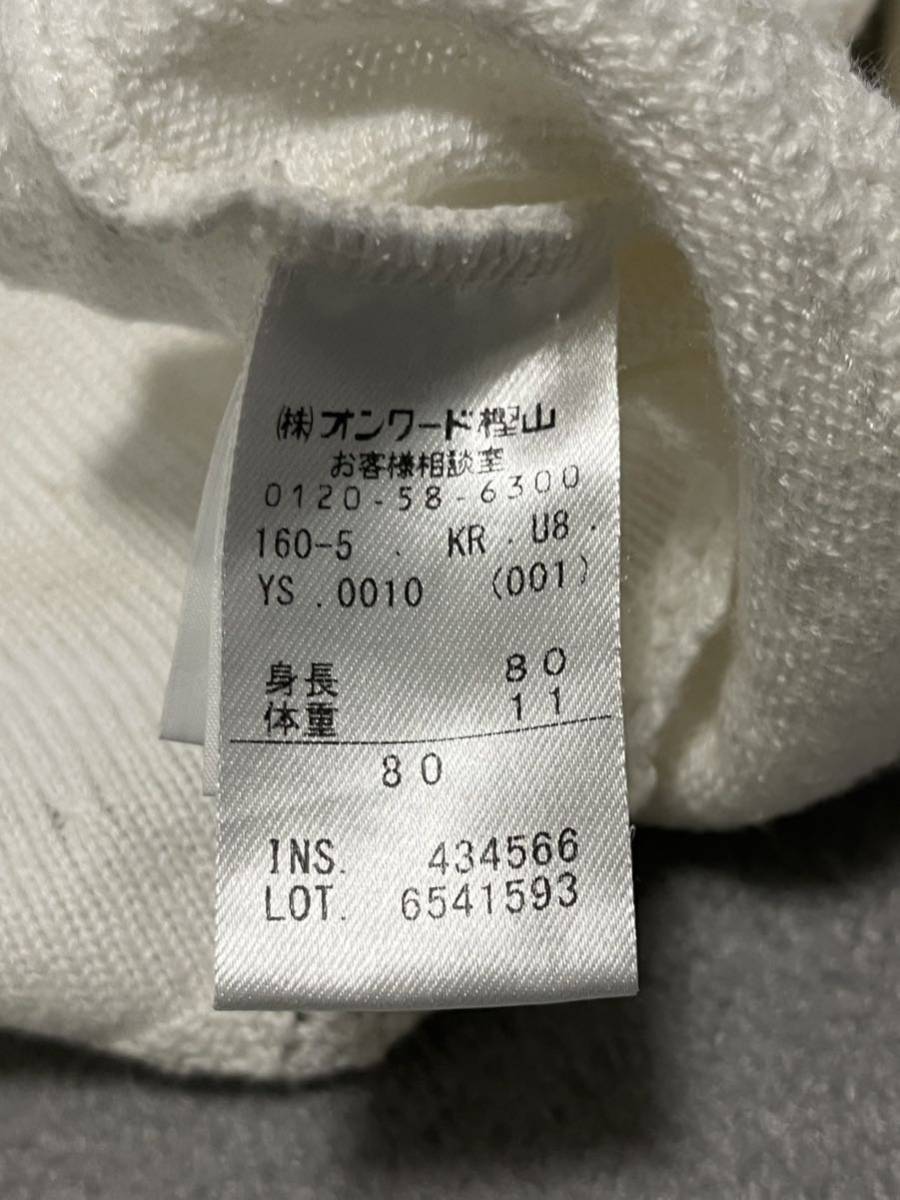 ㈱オンワード樫山
お客様相談室
0120-58-6300
160-5 . KR . U8 .
YS .0010 (001)
身長 80
体重 11
80
INS. 434566
LOT. 6541593